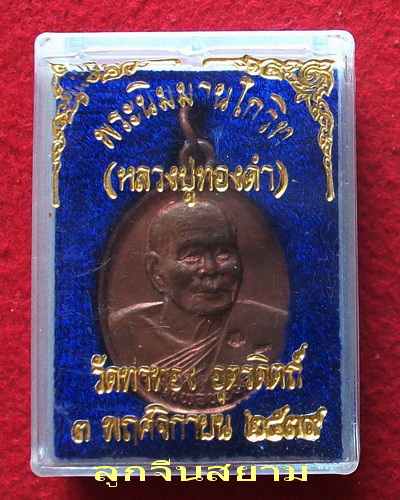 พระนิมมานโกวิท
(หลวงปู่ทองดำ)
วัดท่าทอง อุตรดิตถ์
๓ พฤศจิกายน ๒๕๓๙
ลูกจีนสยาม